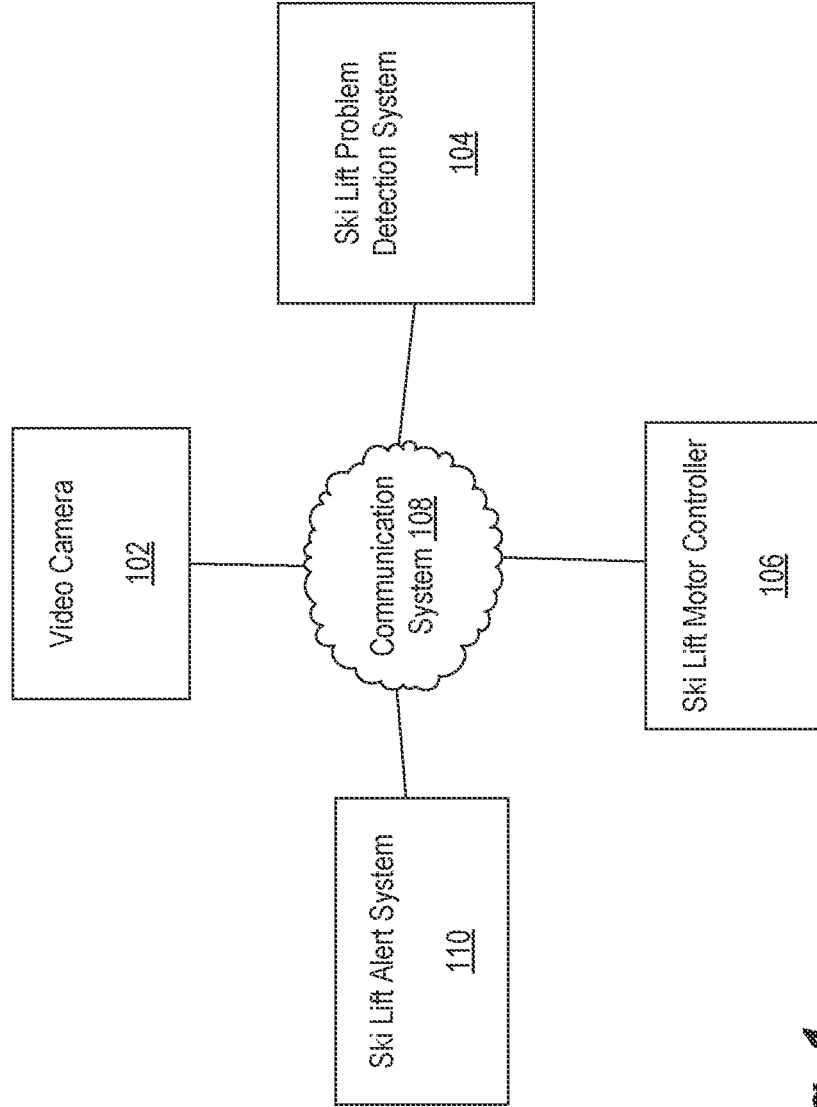 Video Camera
102
Ski Lift Alert System
110
Communication
System 108
Ski Lift Problem
Detection System
104
Ski Lift Motor Controller
106